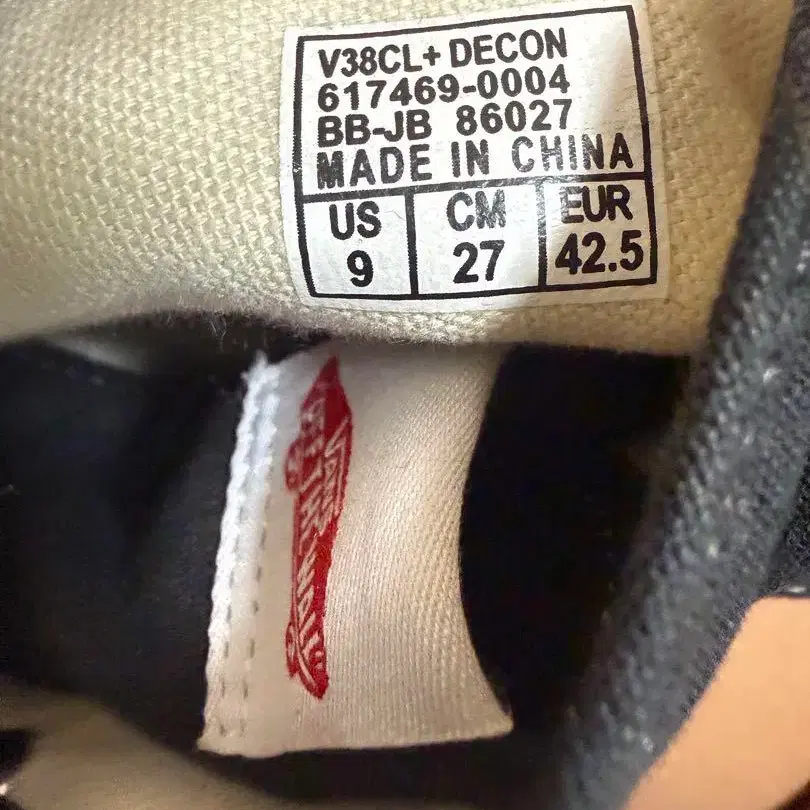 V38CL+ DECON
617469-0004
BB-JB 86027
MADE IN CHINA
US CM EUR
9 27 42.5
VANS
"OFF THE WALL"